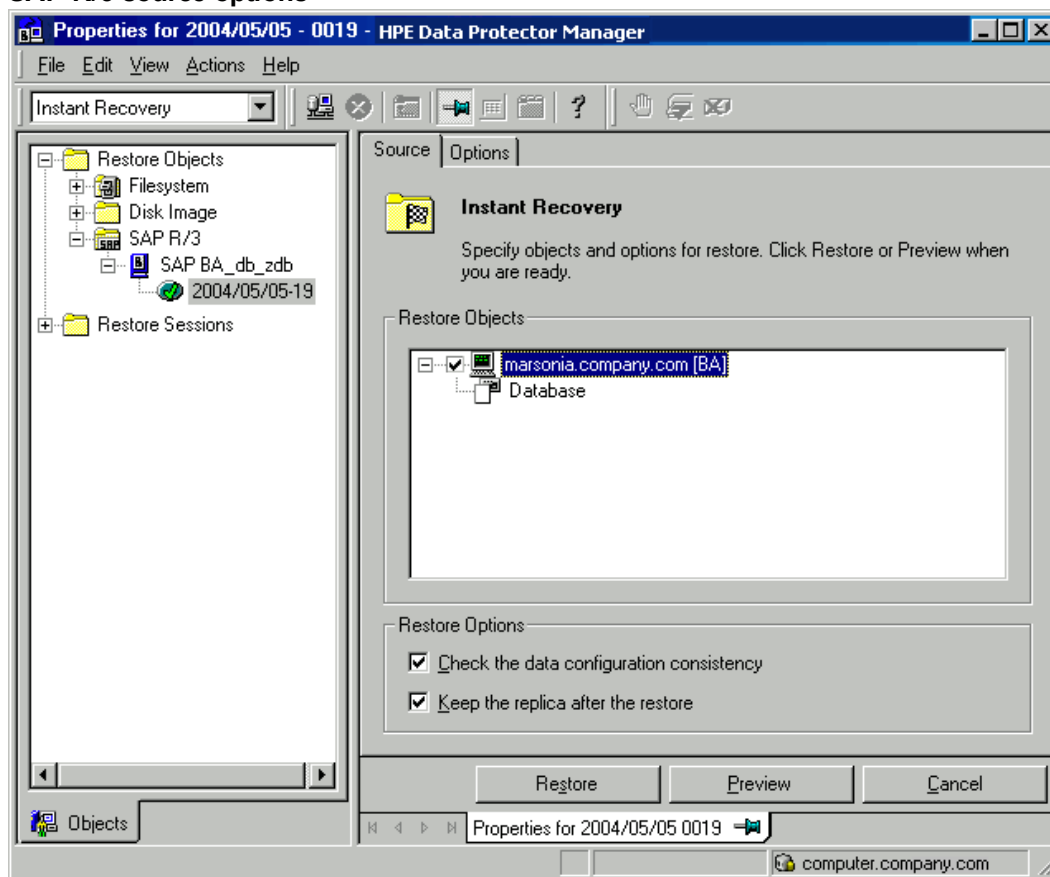 SAP R/3 source options
Properties for 2004/05/05 - 0019 - HPE Data Protector Manager
File Edit View Actions Help
Instant Recovery
Restore Objects
Filesystem
Disk Image
SAP R/3
SAP BA_db_zdb
2004/05/05-19
Restore Sessions
Objects
Source Options
Instant Recovery
Specify objects and options for restore. Click Restore or Preview when
you are ready.
Restore Objects
marsonia.company.com [BA]
Database
Restore Options
Check the data configuration consistency
Keep the replica after the restore
Restore Preview Cancel
Properties for 2004/05/05 0019
computer.company.com